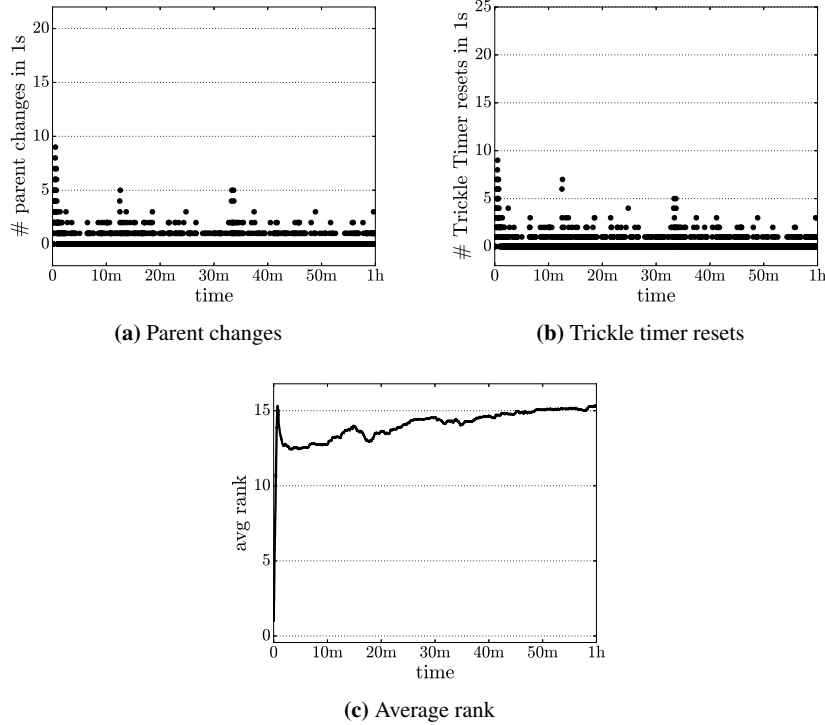 # parent changes in 1s
20
15
10
5
0
0 10m 20m 30m 40m 50m 1h
time
(a) Parent changes
# Trickle Timer resets in 1s
25
20
15
10
5
0
0 10m 20m 30m 40m 50m 1h
time
(b) Trickle timer resets
avg rank
15
10
5
0
0 10m 20m 30m 40m 50m 1h
time
(c) Average rank